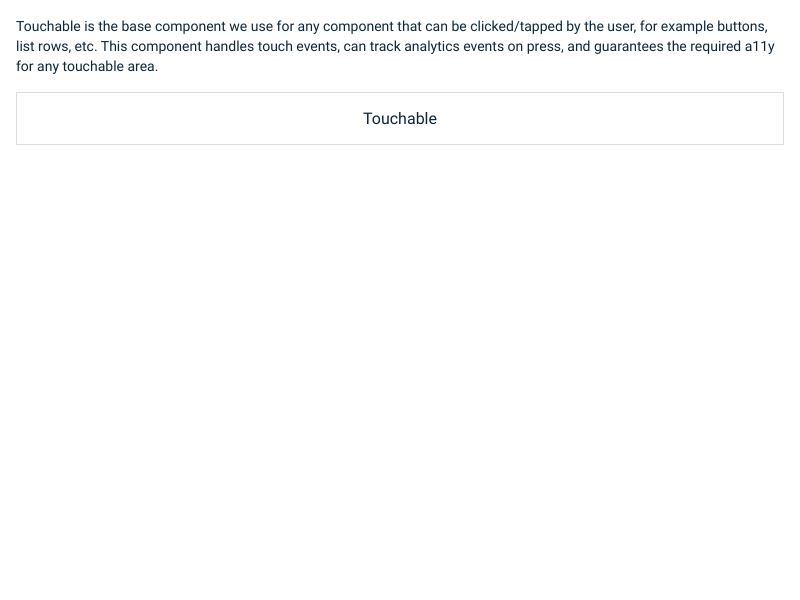 Touchable is the base component we use for any component that can be clicked/tapped by the user, for example buttons,
list rows, etc. This component handles touch events, can track analytics events on press, and guarantees the required a11y
for any touchable area.
Touchable